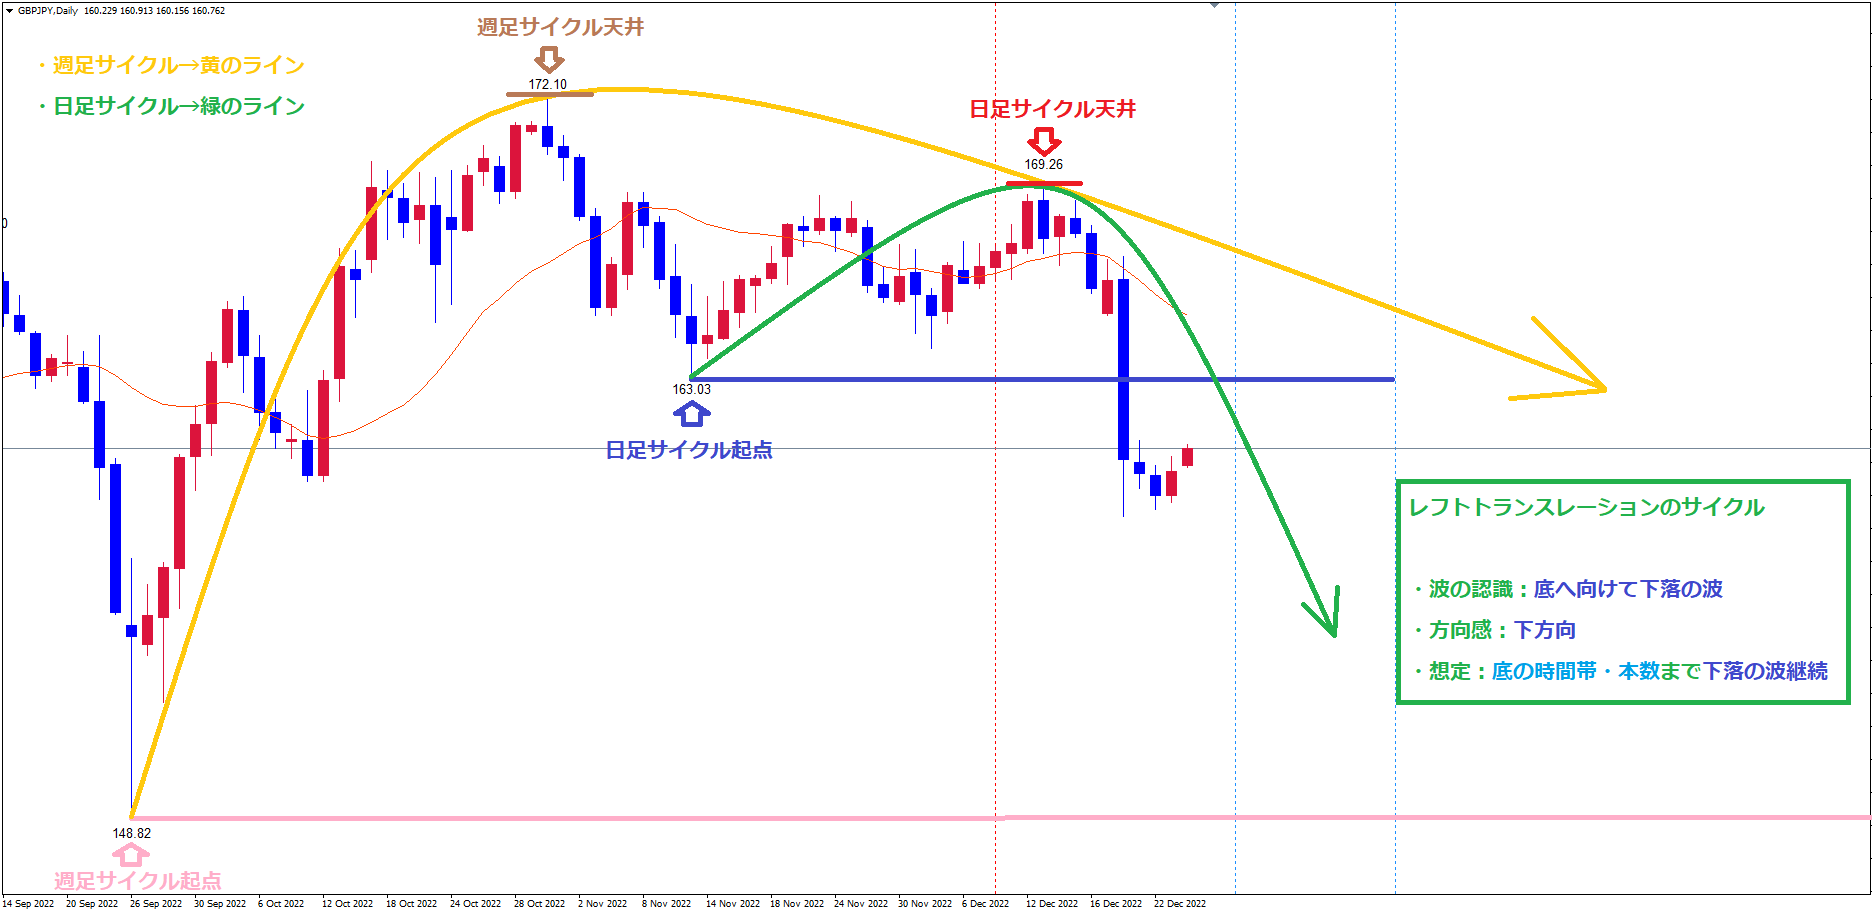 GBPJPY,Daily 160.229 160.913 160.156 160.762
週足サイクル天井
・週足サイクル→黄のライン
172.10
・日足サイクル→緑のライン
日足サイクル天井
169.26
0
163.03
日足サイクル起点
レフトトランスレーションのサイクル
・波の認識：底へ向けて下落の波
・方向感：下方向
・想定：底の時間帯・本数まで下落の波継続
148.82
週足サイクル起点
14 Sep 2022 20 Sep 2022 26 Sep 2022 30 Sep 2022 6 Oct 2022 12 Oct 2022 18 Oct 2022 24 Oct 2022 28 Oct 2022 2 Nov 2022 8 Nov 2022 14 Nov 2022 18 Nov 2022 24 Nov 2022 30 Nov 2022 6 Dec 2022 12 Dec 2022 16 Dec 2022 22 Dec 2022